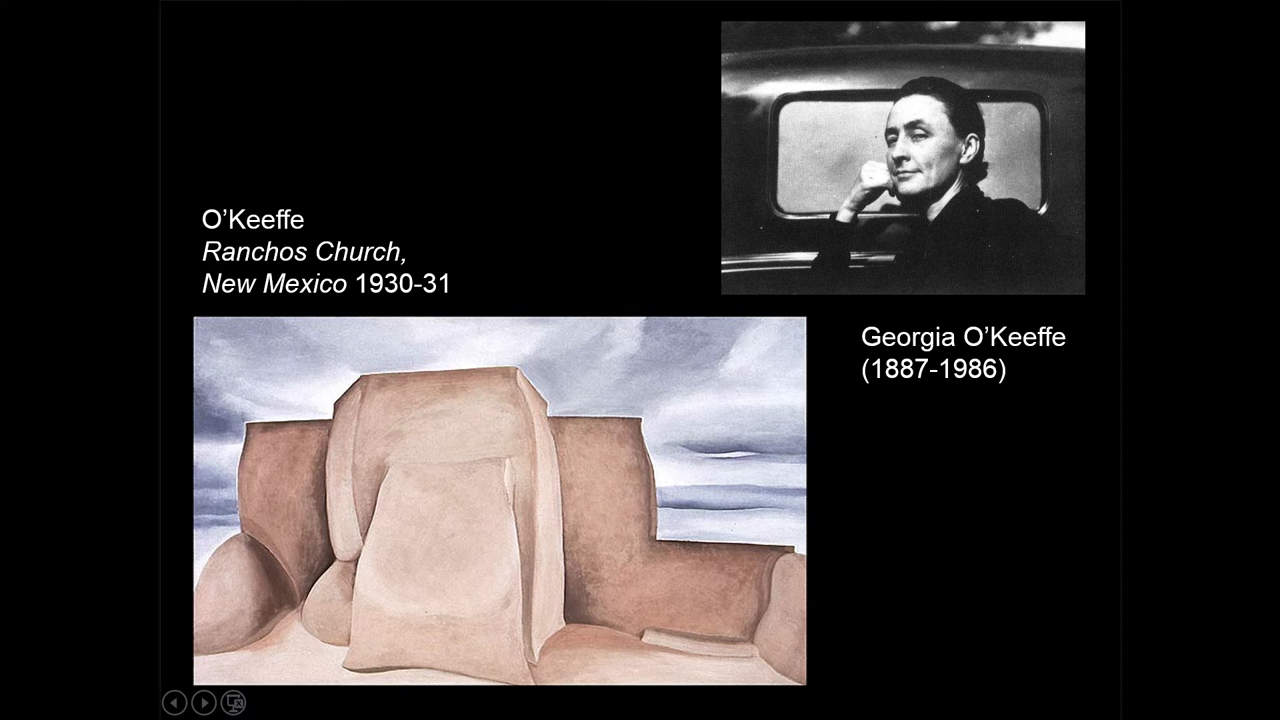 O’Keeffe
Ranchos Church,
New Mexico 1930-31
Georgia O’Keeffe
(1887-1986)